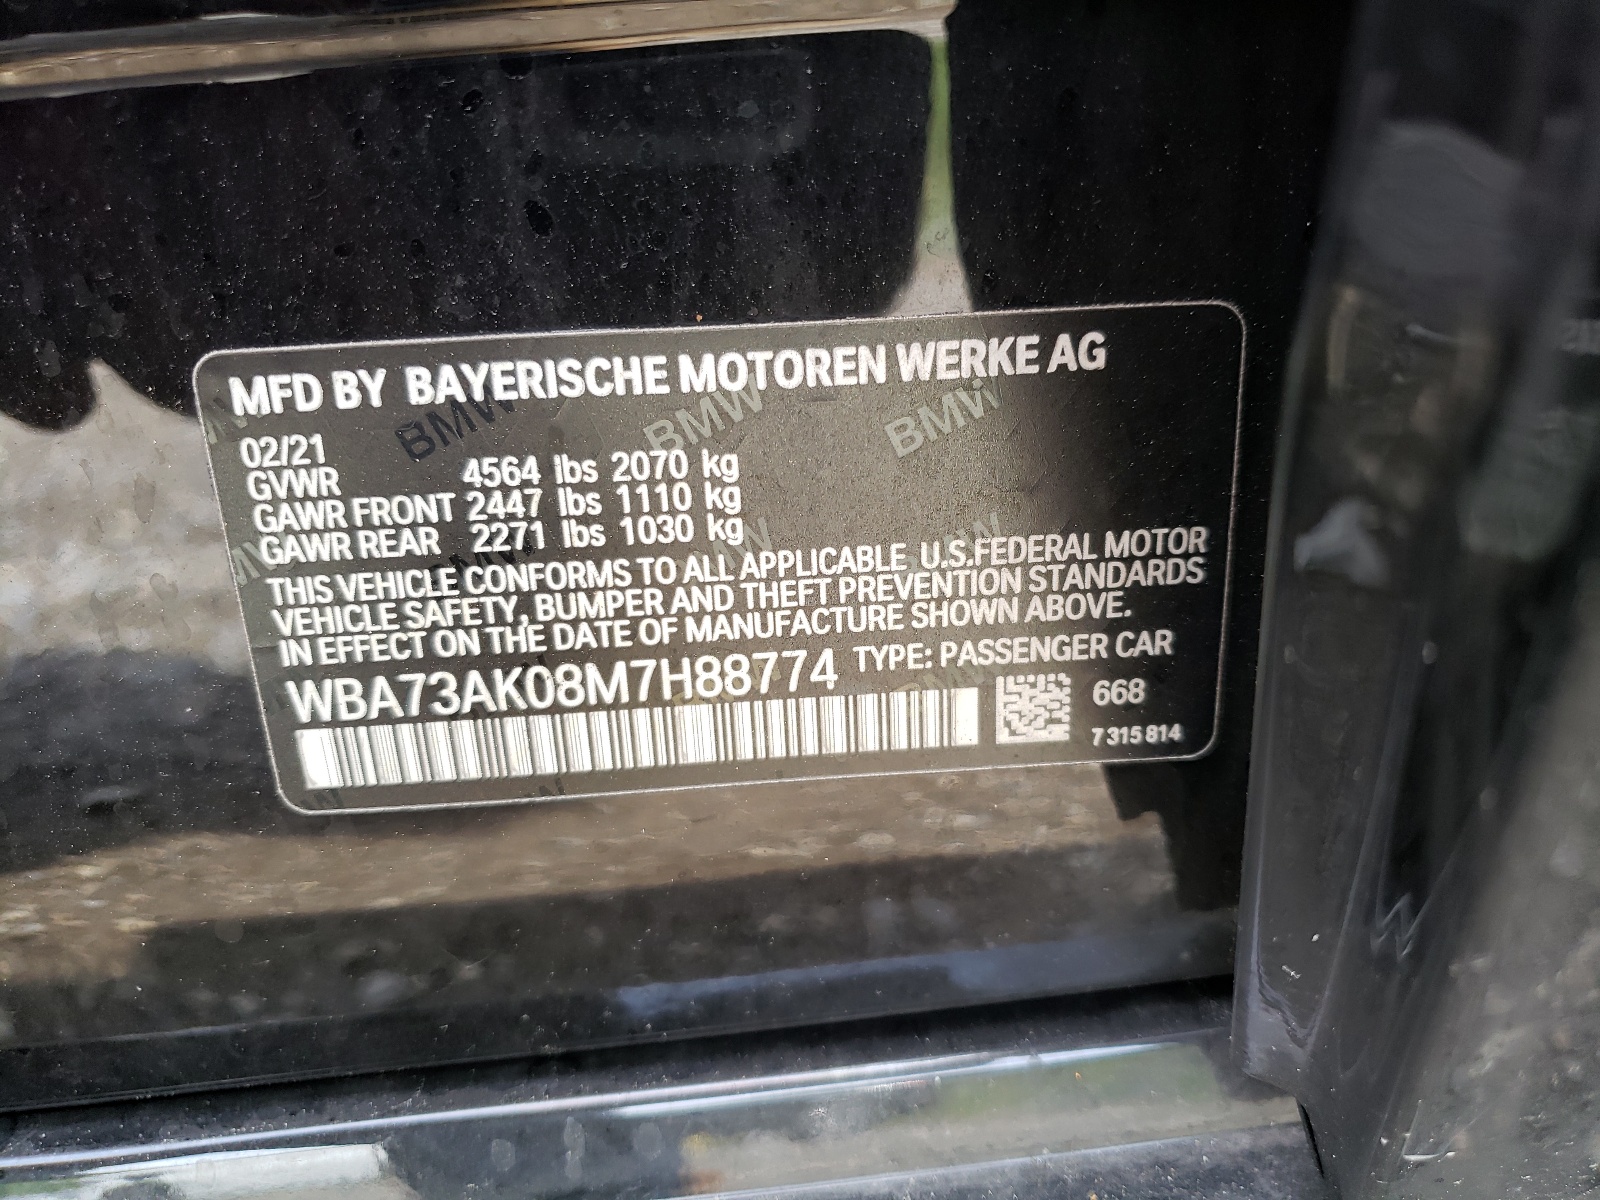 MFD BY BAYERISCHE MOTOREN WERKE AG
02/21
GVWR 4564 lbs 2070 kg
GAWR FRONT 2447 lbs 1110 kg
GAWR REAR 2271 lbs 1030 kg
THIS VEHICLE CONFORMS TO ALL APPLICABLE U.S.FEDERAL MOTOR
VEHICLE SAFETY, BUMPER AND THEFT PREVENTION STANDARDS
IN EFFECT ON THE DATE OF MANUFACTURE SHOWN ABOVE.
WBA73AK08M7H88774 TYPE: PASSENGER CAR
668
7 315 814
BMW BMW BMW